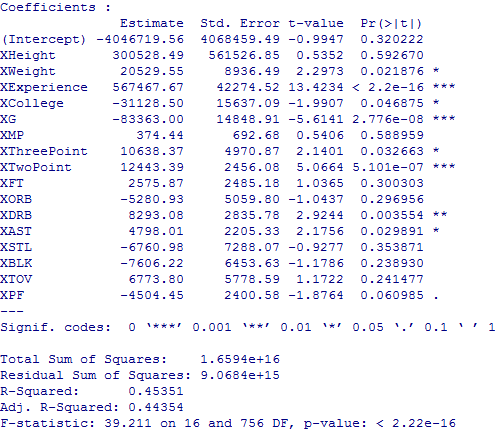 Coefficients :
Estimate Std. Error t-value Pr(>|t|)
(Intercept) -4046719.56 4068459.49 -0.9947 0.320222
XHeight 300528.49 561526.85 0.5352 0.592670
XWeight 20529.55 8936.49 2.2973 0.021876 *
XExperience 567467.67 42274.52 13.4234 < 2.2e-16 ***
XCollege -31128.50 15637.09 -1.9907 0.046875 *
XG -83363.00 14848.91 -5.6141 2.776e-08 ***
XMP 374.44 692.68 0.5406 0.588959
XThreePoint 10638.37 4970.87 2.1401 0.032663 *
XTwoPoint 12443.39 2456.08 5.0664 5.101e-07 ***
XFT 2575.87 2485.18 1.0365 0.300303
XORB -5280.93 5059.80 -1.0437 0.296956
XDRB 8293.08 2835.78 2.9244 0.003554 **
XAST 4798.01 2205.33 2.1756 0.029891 *
XSTL -6760.98 7288.07 -0.9277 0.353871
XBLK -7606.22 6453.63 -1.1786 0.238930
XTOV 6773.80 5778.59 1.1722 0.241477
XPF -4504.45 2400.58 -1.8764 0.060985 .
---
Signif. codes: 0 ‘***’ 0.001 ‘**’ 0.01 ‘*’ 0.05 ‘.’ 0.1 ‘ ’ 1
Total Sum of Squares: 1.6594e+16
Residual Sum of Squares: 9.0684e+15
R-Squared: 0.45351
Adj. R-Squared: 0.44354
F-statistic: 39.211 on 16 and 756 DF, p-value: < 2.22e-16